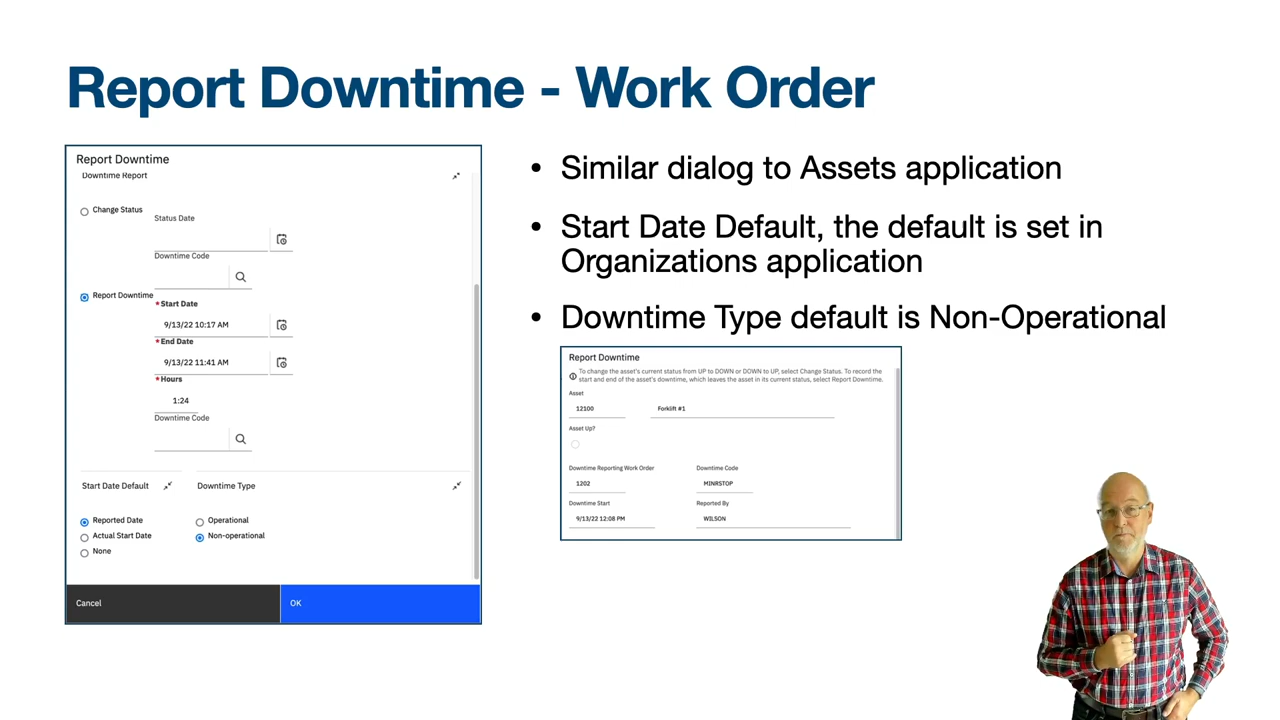 Report Downtime - Work Order
Report Downtime
Downtime Report
Change Status
Status Date
Downtime Code
Report Downtime
*Start Date
9/13/22 10:17 AM
*End Date
9/13/22 11:41 AM
*Hours
1:24
Downtime Code
Start Date Default
Downtime Type
Reported Date
Operational
Actual Start Date
Non-operational
None
Cancel
OK
• Similar dialog to Assets application
• Start Date Default, the default is set in
Organizations application
• Downtime Type default is Non-Operational
Report Downtime
To change the asset's current status from UP to DOWN or DOWN to UP, select Change Status. To record the
start and end of the asset's downtime, which leaves the asset in its current status, select Report Downtime.
Asset
12100
Forklift #1
Asset Up?
Downtime Reporting Work Order
Downtime Code
1202
MINRSTOP
Downtime Start
Reported By
9/13/22 12:08 PM
WILSON